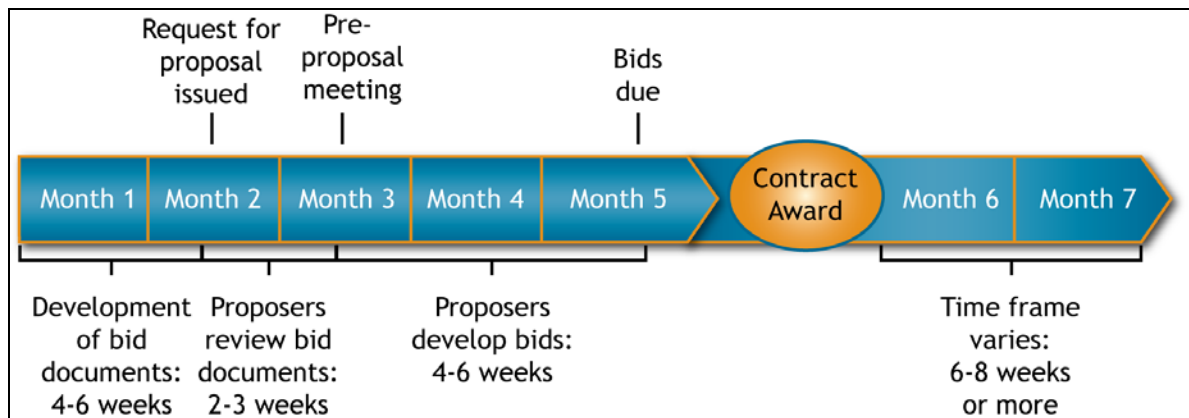 Request for
proposal
issued
Pre-
proposal
meeting
Bids
due
Month 1
Month 2
Month 3
Month 4
Month 5
Contract
Award
Month 6
Month 7
Development
of bid
documents:
4-6 weeks
Proposers
review bid
documents:
2-3 weeks
Proposers
develop bids:
4-6 weeks
Time frame
varies:
6-8 weeks
or more